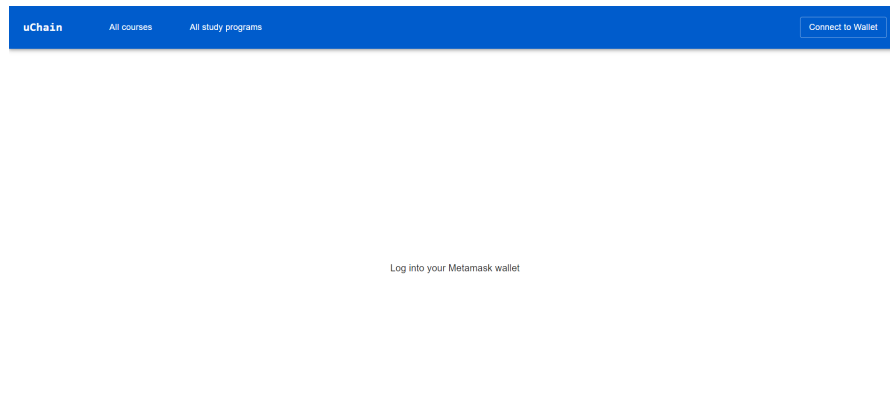 uChain All courses All study programs Connect to Wallet
Log into your Metamask wallet